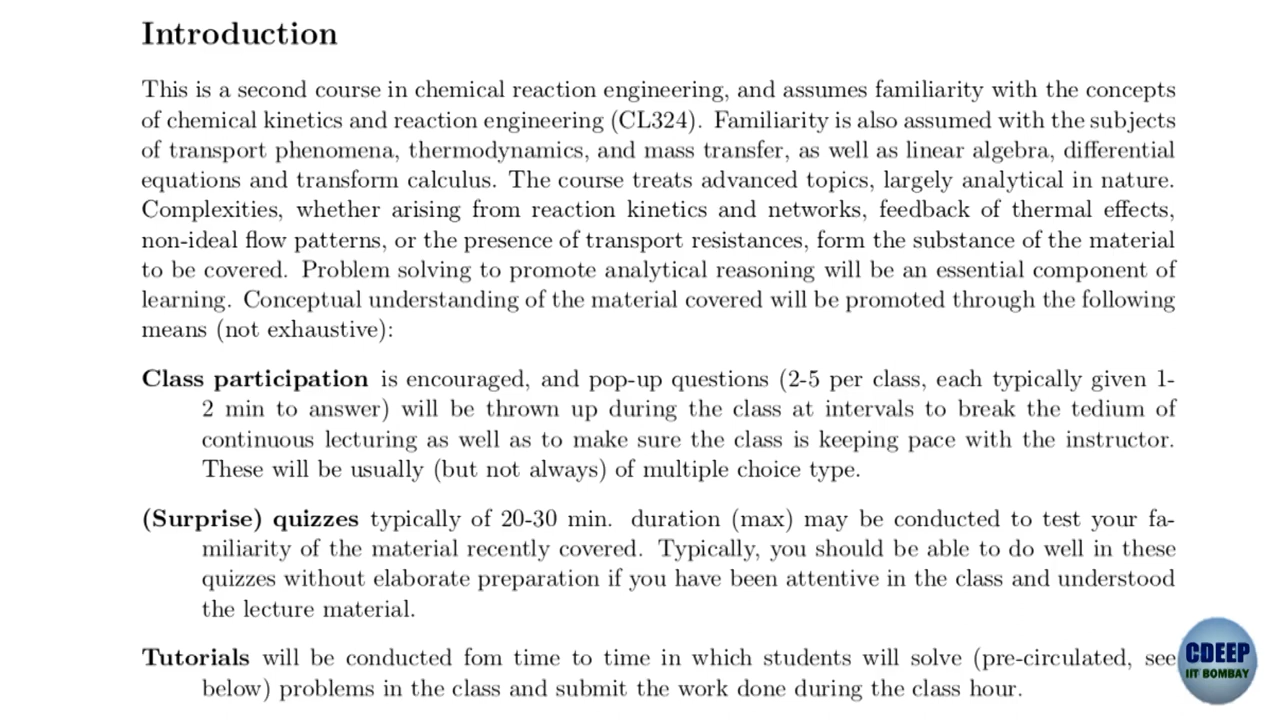 Introduction
This is a second course in chemical reaction engineering, and assumes familiarity with the concepts
of chemical kinetics and reaction engineering (CL324). Familiarity is also assumed with the subjects
of transport phenomena, thermodynamics, and mass transfer, as well as linear algebra, differential
equations and transform calculus. The course treats advanced topics, largely analytical in nature.
Complexities, whether arising from reaction kinetics and networks, feedback of thermal effects,
non-ideal flow patterns, or the presence of transport resistances, form the substance of the material
to be covered. Problem solving to promote analytical reasoning will be an essential component of
learning. Conceptual understanding of the material covered will be promoted through the following
means (not exhaustive):
Class participation is encouraged, and pop-up questions (2-5 per class, each typically given 1-
2 min to answer) will be thrown up during the class at intervals to break the tedium of
continuous lecturing as well as to make sure the class is keeping pace with the instructor.
These will be usually (but not always) of multiple choice type.
(Surprise) quizzes typically of 20-30 min. duration (max) may be conducted to test your fa-
miliarity of the material recently covered. Typically, you should be able to do well in these
quizzes without elaborate preparation if you have been attentive in the class and understood
the lecture material.
Tutorials will be conducted fom time to time in which students will solve (pre-circulated, see
below) problems in the class and submit the work done during the class hour.
CDEEP
IIT BOMBAY